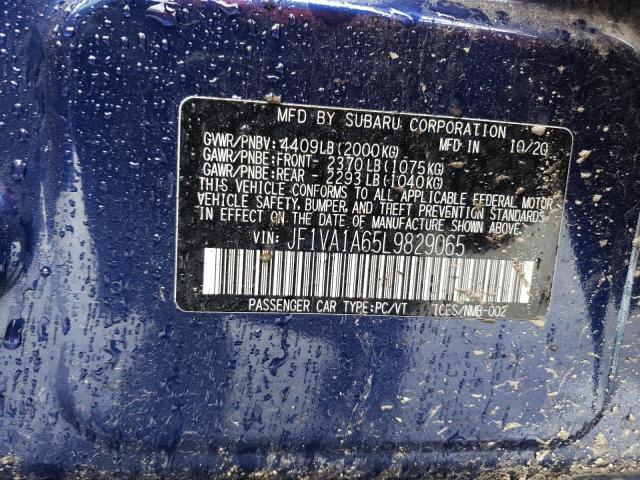 MFD BY SUBARU CORPORATION
GVWR/PNBV: 4409LB(2000KG) MFD IN 10/20
GAWR/PNBE:FRONT- 2370LB(1075KG)
GAWR/PNBE:REAR - 2293LB(1040KG)
THIS VEHICLE CONFORMS TO ALL APPLICABLE FEDERAL MOTOR
VEHICLE SAFETY, BUMPER, AND THEFT PREVENTION STANDARDS
IN EFFECT ON THE DATE OF MANUFACTURE SHOWN ABOVE.
VIN: JF1VA1A65L9829065
PASSENGER CAR TYPE:PC/VT ICES/NMB-002